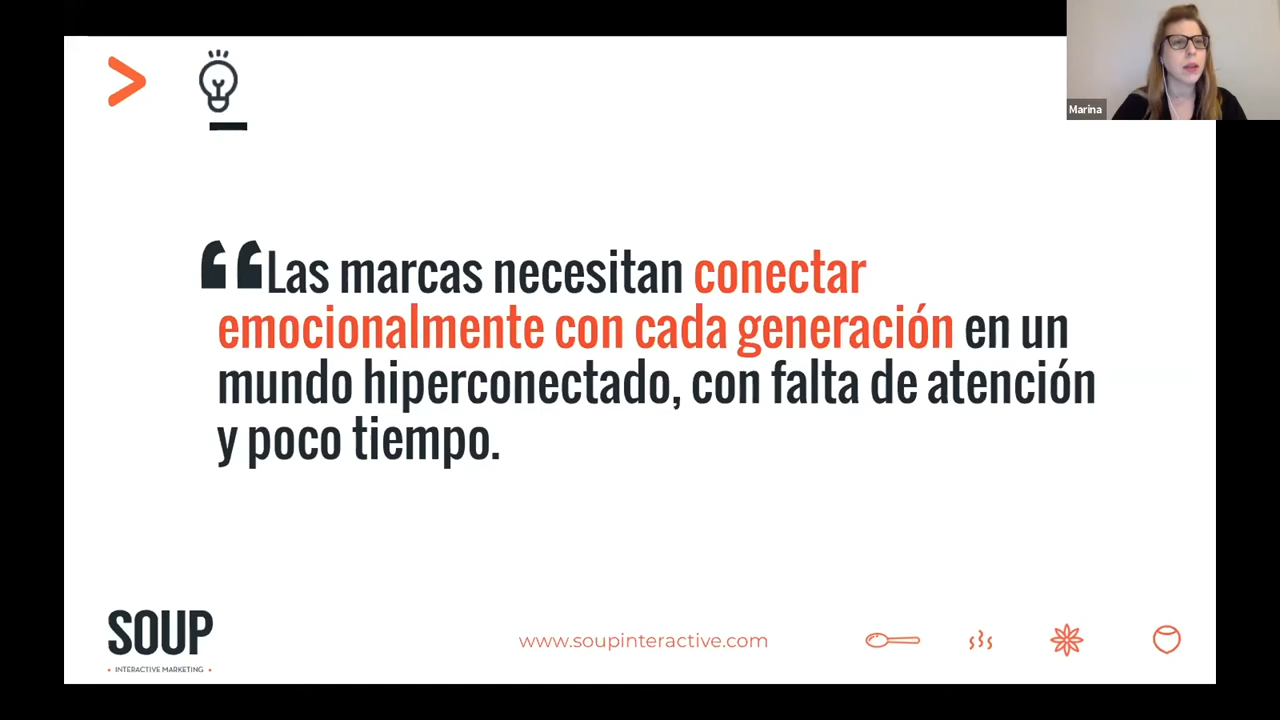 Marina
“Las marcas necesitan conectar
emocionalmente con cada generación en un
mundo hiperconectado, con falta de atención
y poco tiempo.
SOUP
• INTERACTIVE MARKETING •
www.soupinteractive.com